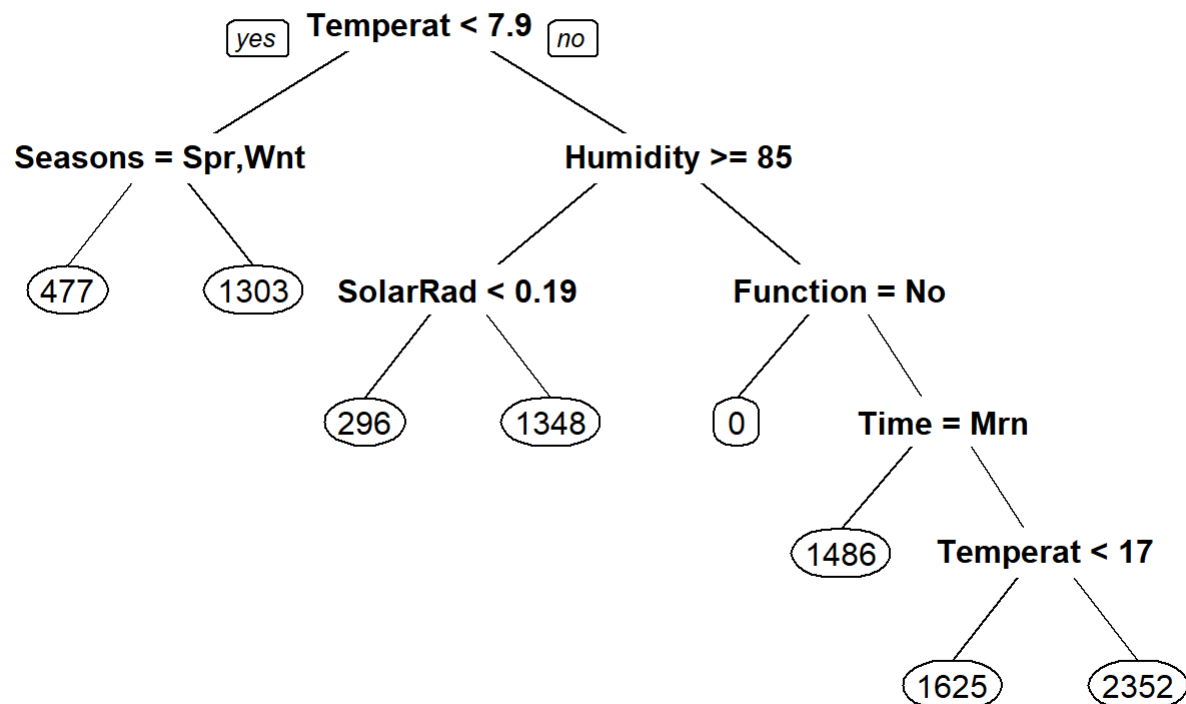 Temperat < 7.9
yes
no
Seasons = Spr,Wnt
Humidity >= 85
477
1303
SolarRad < 0.19
Function = No
296
1348
0
Time = Mrn
1486
Temperat < 17
1625
2352